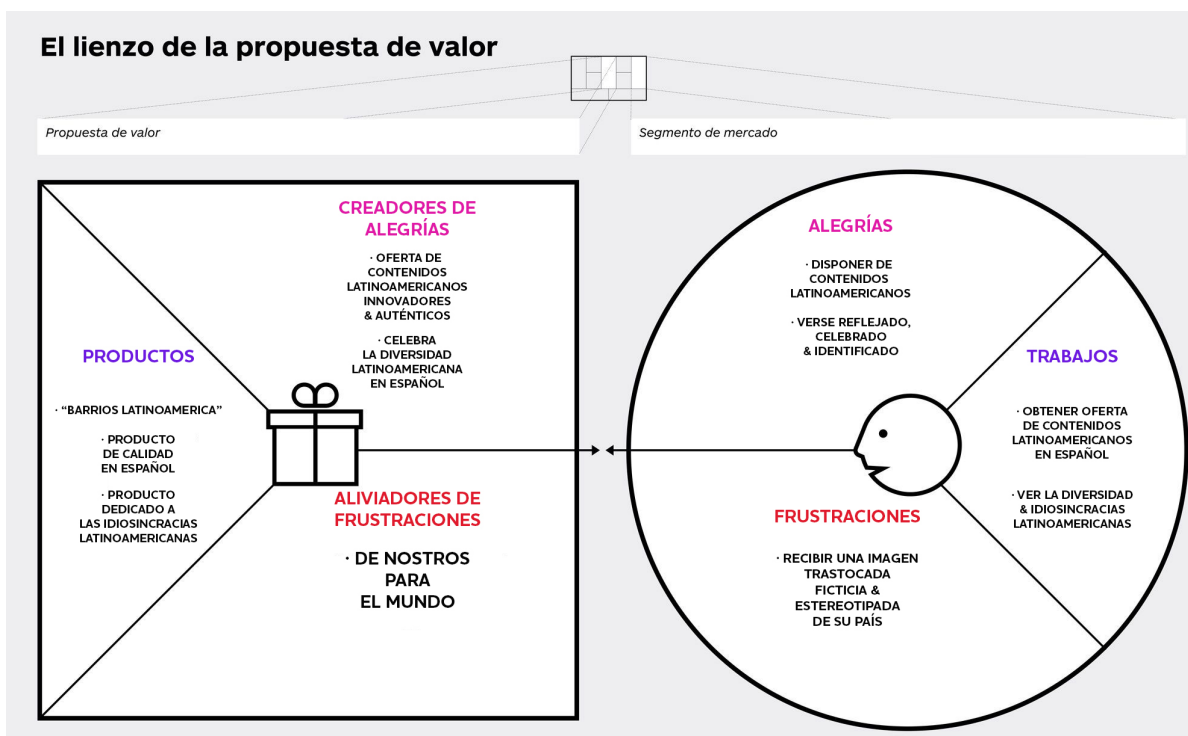 El lienzo de la propuesta de valor
Propuesta de valor
Segmento de mercado
CREADORES DE
ALEGRÍAS
· OFERTA DE
CONTENIDOS
LATINOAMERICANOS
INNOVADORES
& AUTÉNTICOS
· CELEBRA
LA DIVERSIDAD
LATINOAMERICANA
EN ESPAÑOL
PRODUCTOS
· “BARRIOS LATINOAMERICA”
· PRODUCTO
DE CALIDAD
EN ESPAÑOL
· PRODUCTO
DEDICADO A
LAS IDIOSINCRACIAS
LATINOAMERICANAS
ALIVIADORES DE
FRUSTRACIONES
· DE NOSTROS
PARA
EL MUNDO
ALEGRÍAS
· DISPONER DE
CONTENIDOS
LATINOAMERICANOS
· VERSE REFLEJADO,
CELEBRADO
& IDENTIFICADO
TRABAJOS
· OBTENER OFERTA
DE CONTENIDOS
LATINOAMERICANOS
EN ESPAÑOL
· VER LA DIVERSIDAD
& IDIOSINCRACIAS
LATINOAMERICANAS
FRUSTRACIONES
· RECIBIR UNA IMAGEN
TRASTOCADA
FICTICIA &
ESTEREOTIPADA
DE SU PAÍS